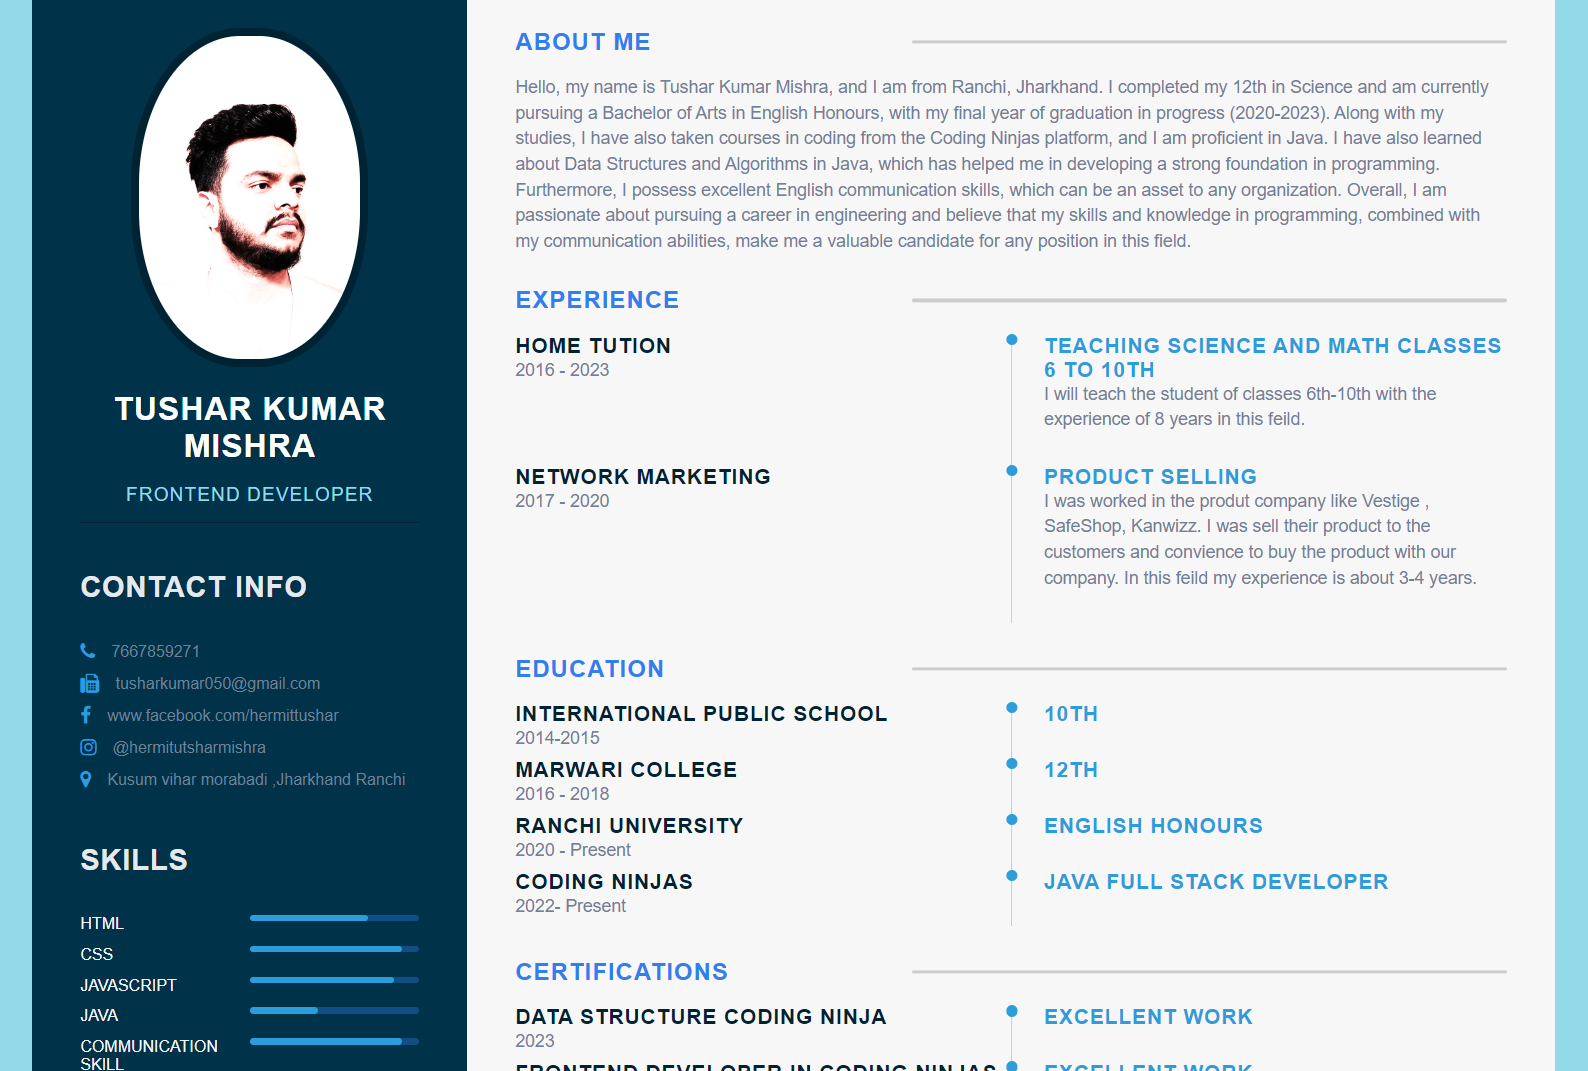 TUSHAR KUMAR
MISHRA
FRONTEND DEVELOPER
CONTACT INFO
7667859271
tusharkumar050@gmail.com
www.facebook.com/hermittushar
@hermitutsharmishra
Kusum vihar morabadi ,Jharkhand Ranchi
SKILLS
HTML
CSS
JAVASCRIPT
JAVA
COMMUNICATION
SKILL
ABOUT ME
Hello, my name is Tushar Kumar Mishra, and I am from Ranchi, Jharkhand. I completed my 12th in Science and am currently
pursuing a Bachelor of Arts in English Honours, with my final year of graduation in progress (2020-2023). Along with my
studies, I have also taken courses in coding from the Coding Ninjas platform, and I am proficient in Java. I have also learned
about Data Structures and Algorithms in Java, which has helped me in developing a strong foundation in programming.
Furthermore, I possess excellent English communication skills, which can be an asset to any organization. Overall, I am
passionate about pursuing a career in engineering and believe that my skills and knowledge in programming, combined with
my communication abilities, make me a valuable candidate for any position in this field.
EXPERIENCE
HOME TUTION
2016 - 2023
TEACHING SCIENCE AND MATH CLASSES
6 TO 10TH
I will teach the student of classes 6th-10th with the
experience of 8 years in this feild.
NETWORK MARKETING
2017 - 2020
PRODUCT SELLING
I was worked in the produt company like Vestige ,
SafeShop, Kanwizz. I was sell their product to the
customers and convience to buy the product with our
company. In this feild my experience is about 3-4 years.
EDUCATION
INTERNATIONAL PUBLIC SCHOOL
2014-2015
10TH
MARWARI COLLEGE
2016 - 2018
12TH
RANCHI UNIVERSITY
2020 - Present
ENGLISH HONOURS
CODING NINJAS
2022- Present
JAVA FULL STACK DEVELOPER
CERTIFICATIONS
DATA STRUCTURE CODING NINJA
2023
EXCELLENT WORK
FRONTEND DEVELOPER IN CODING NINJAS
EXCELLENT WORK